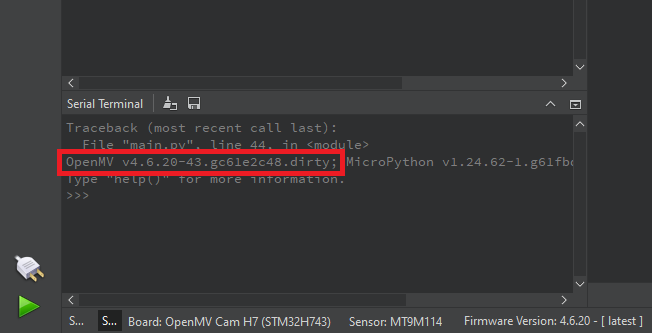 Serial Terminal
Traceback (most recent call last):
File "main.py", line 44, in <module>
OpenMV v4.6.20-43.gc61e2c48.dirty; MicroPython v1.24.62-1.g61fbc
Type "help()" for more information.
>>>
S... S... Board: OpenMV Cam H7 (STM32H743) Sensor: MT9M114 Firmware Version: 4.6.20 - [ latest ]